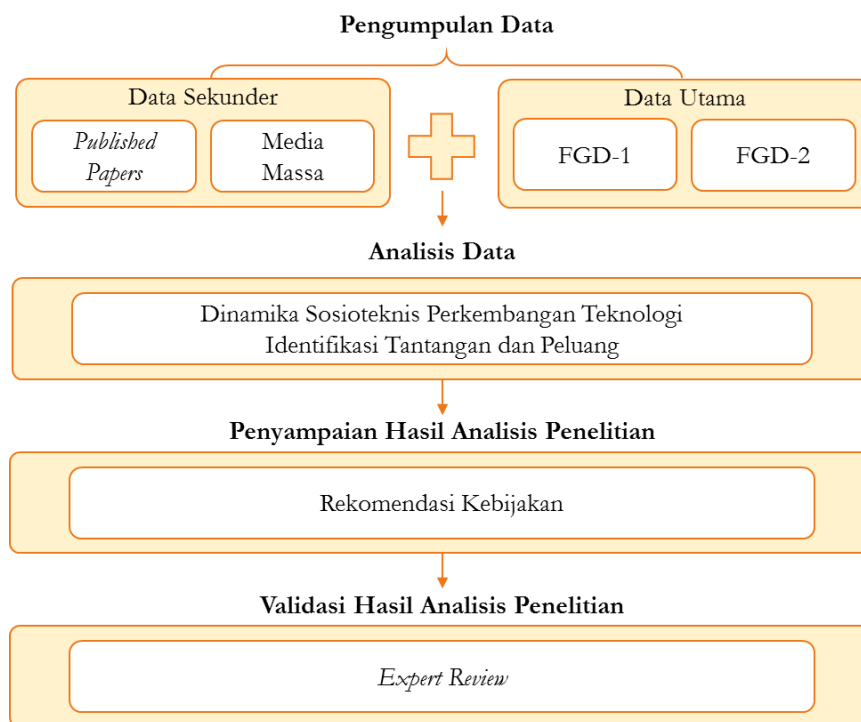 Pengumpulan Data
Data Sekunder
Published
Papers
Media
Massa
Data Utama
FGD-1
FGD-2
Analisis Data
Dinamika Sosioteknis Perkembangan Teknologi
Identifikasi Tantangan dan Peluang
Penyampaian Hasil Analisis Penelitian
Rekomendasi Kebijakan
Validasi Hasil Analisis Penelitian
Expert Review